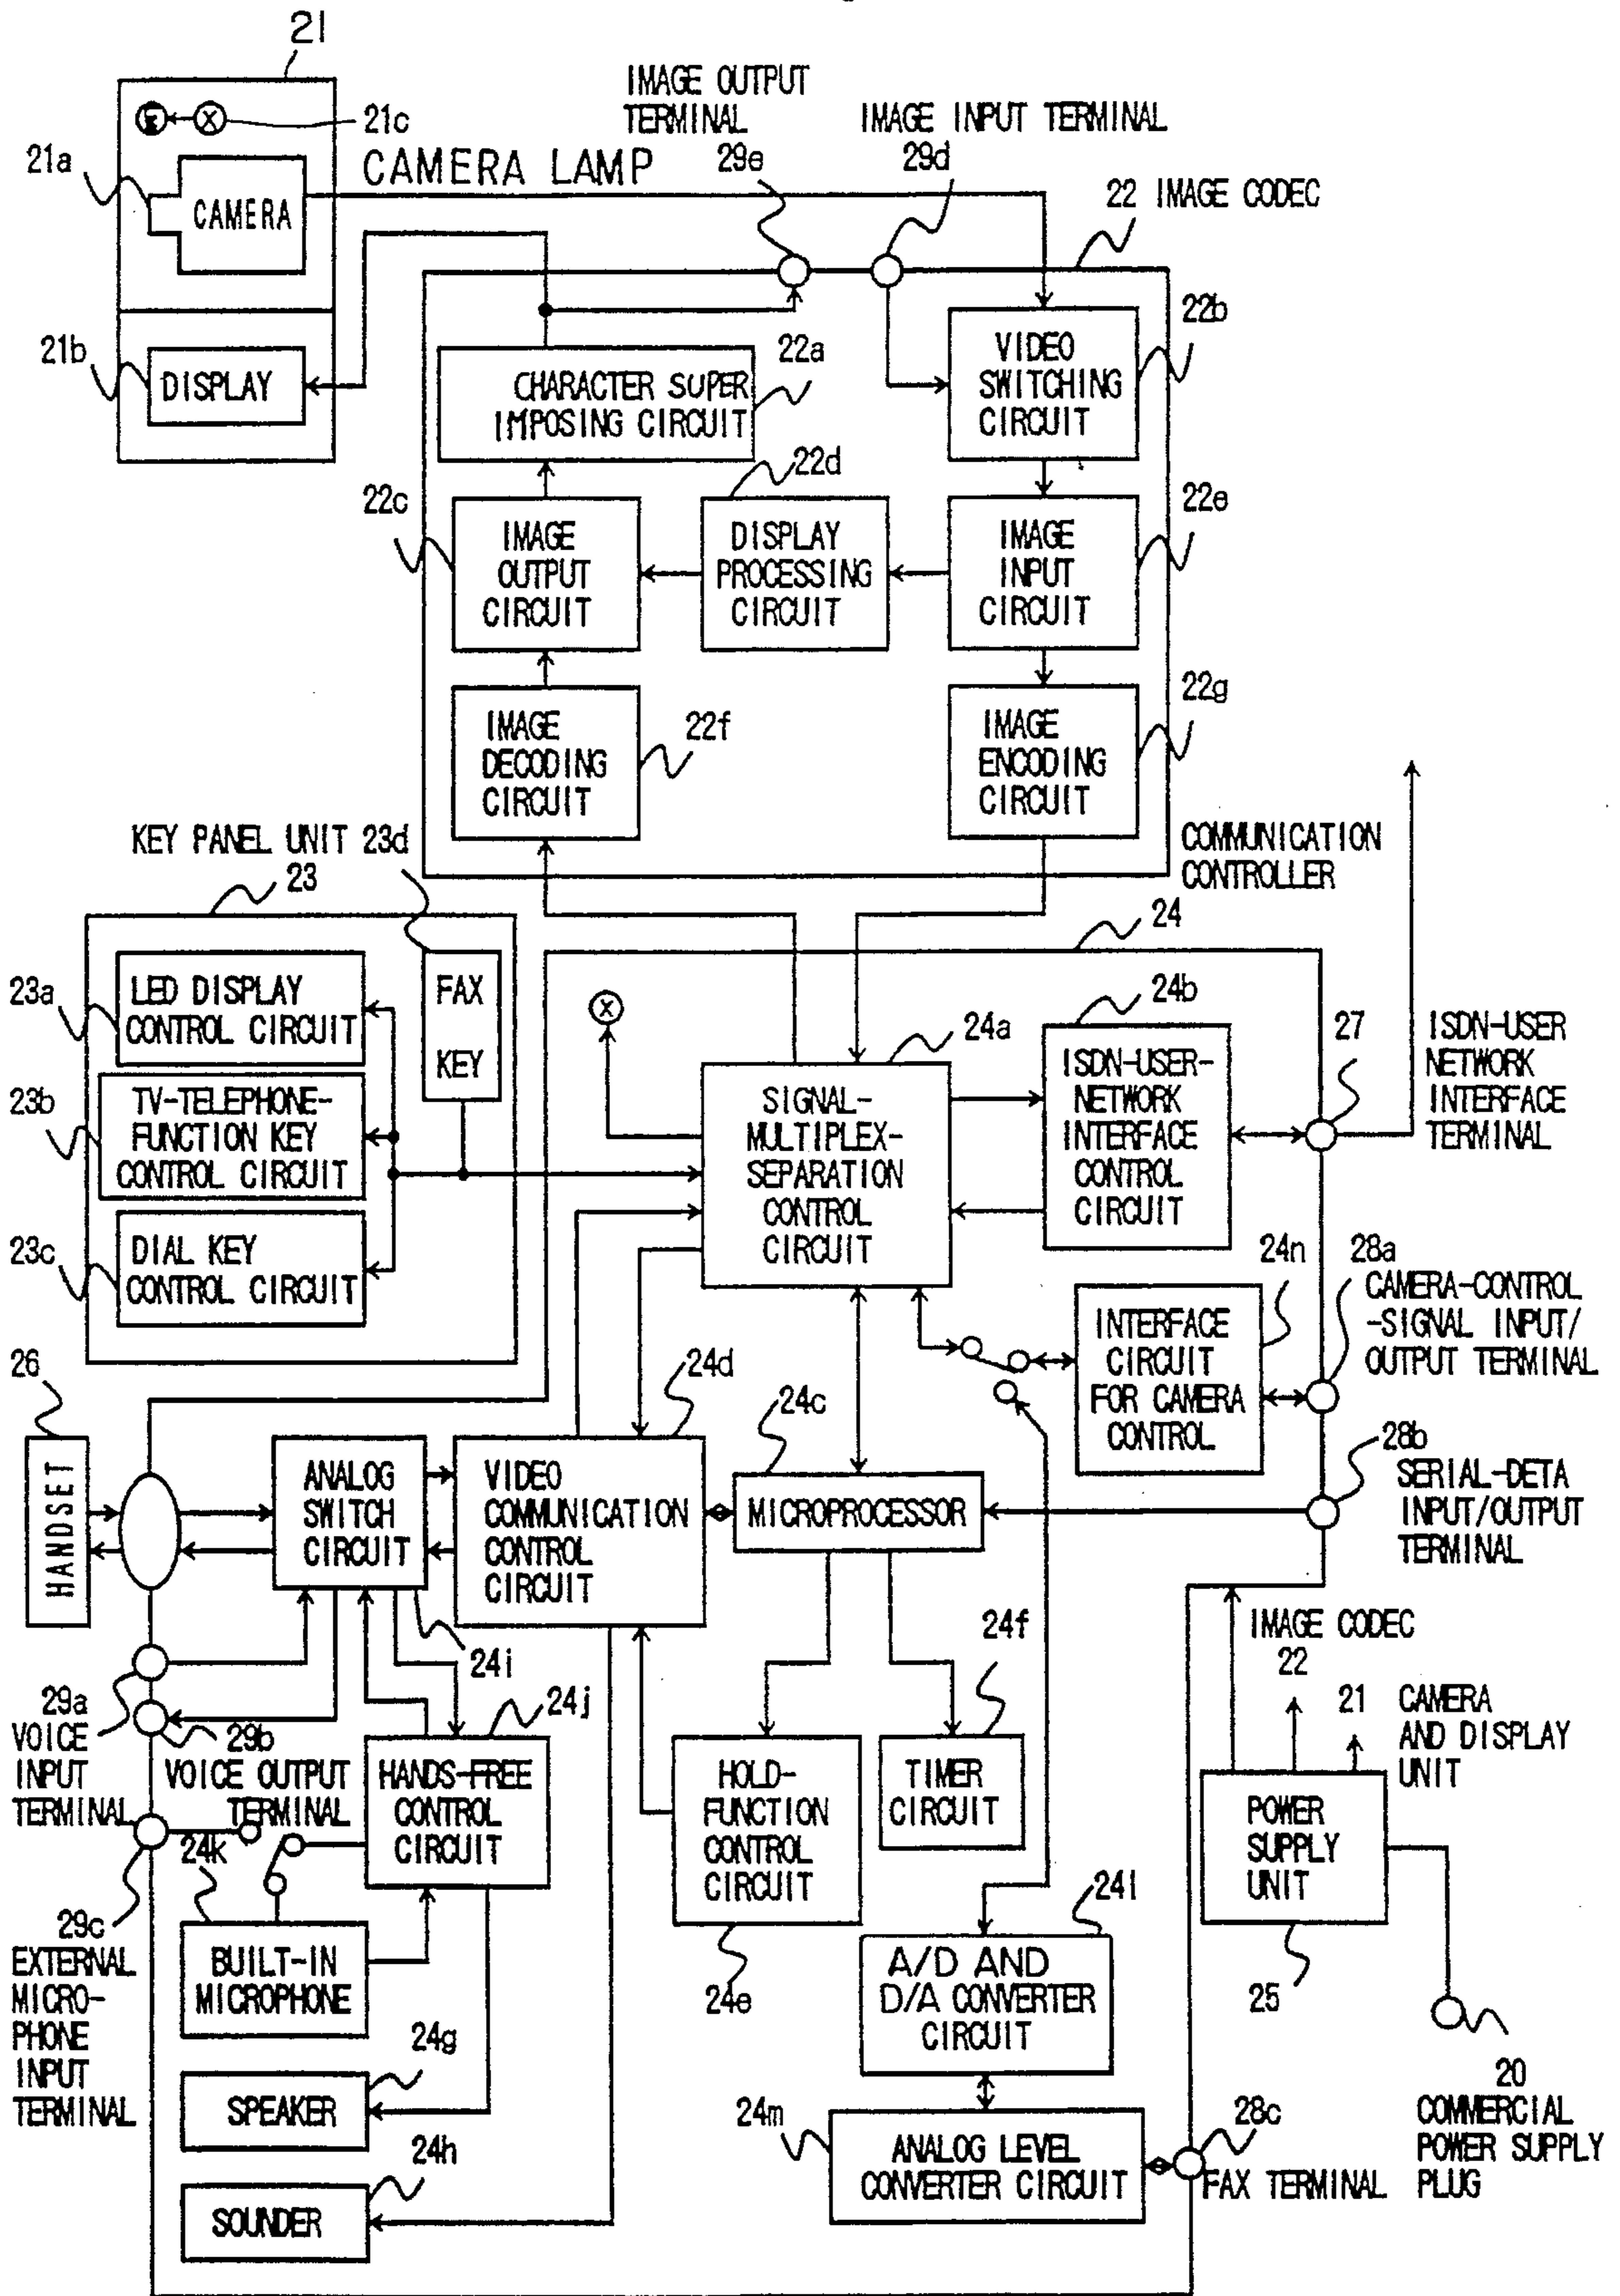 21
21c
CAMERA LAMP
21a
CAMERA
21b
DISPLAY
IMAGE OUTPUT
TERMINAL
29e
IMAGE INPUT TERMINAL
29d
22 IMAGE CODEC
22a
CHARACTER SUPER
IMPOSING CIRCUIT
22b
VIDEO
SWITCHING
CIRCUIT
22c
IMAGE
OUTPUT
CIRCUIT
22d
DISPLAY
PROCESSING
CIRCUIT
22e
IMAGE
INPUT
CIRCUIT
22f
IMAGE
DECODING
CIRCUIT
22g
IMAGE
ENCODING
CIRCUIT
KEY PANEL UNIT
23
23d
FAX
KEY
23a
LED DISPLAY
CONTROL CIRCUIT
23b
TV-TELEPHONE-
FUNCTION KEY
CONTROL CIRCUIT
23c
DIAL KEY
CONTROL CIRCUIT
X
COMMUNICATION
CONTROLLER
24
24a
SIGNAL-
MULTIPLEX-
SEPARATION
CONTROL
CIRCUIT
24b
ISDN-USER-
NETWORK
INTERFACE
CONTROL
CIRCUIT
27
ISDN-USER
NETWORK
INTERFACE
TERMINAL
24n
INTERFACE
CIRCUIT
FOR CAMERA
CONTROL
28a
CAMERA-CONTROL
-SIGNAL INPUT/
OUTPUT TERMINAL
28b
SERIAL-DETA
INPUT/OUTPUT
TERMINAL
26
HANDSET
ANALOG
SWITCH
CIRCUIT
24i
24d
VIDEO
COMMUNICATION
CONTROL
CIRCUIT
24c
MICROPROCESSOR
29a
VOICE
INPUT
TERMINAL
29b
VOICE OUTPUT
TERMINAL
24j
HANDS-FREE
CONTROL
CIRCUIT
HOLD-
FUNCTION
CONTROL
CIRCUIT
24e
24f
TIMER
CIRCUIT
IMAGE CODEC
22
21
CAMERA
AND DISPLAY
UNIT
POWER
SUPPLY
UNIT
25
20
COMMERCIAL
POWER SUPPLY
PLUG
29c
EXTERNAL
MICRO-
PHONE
INPUT
TERMINAL
24k
BUILT-IN
MICROPHONE
24g
SPEAKER
24h
SOUNDER
24l
A/D AND
D/A CONVERTER
CIRCUIT
24m
ANALOG LEVEL
CONVERTER CIRCUIT
28c
FAX TERMINAL